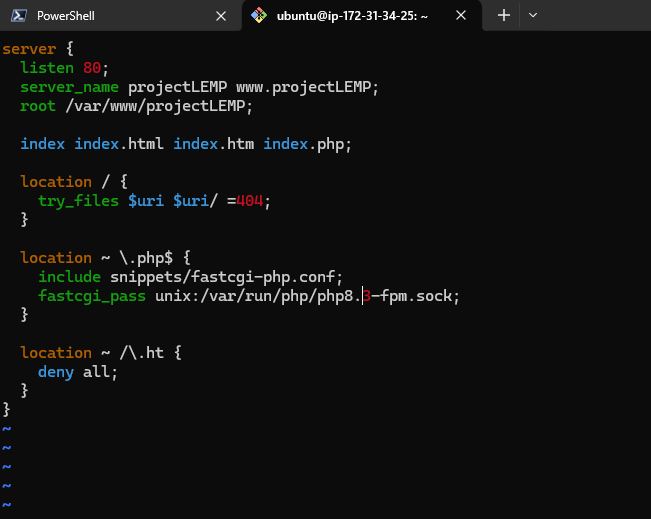 PowerShell
ubuntu@ip-172-31-34-25: ~
server {
  listen 80;
  server_name projectLEMP www.projectLEMP;
  root /var/www/projectLEMP;

  index index.html index.htm index.php;

  location / {
    try_files $uri $uri/ =404;
  }

  location ~ \.php$ {
    include snippets/fastcgi-php.conf;
    fastcgi_pass unix:/var/run/php/php8.3-fpm.sock;
  }

  location ~ /\.ht {
    deny all;
  }
}
~
~
~
~
~